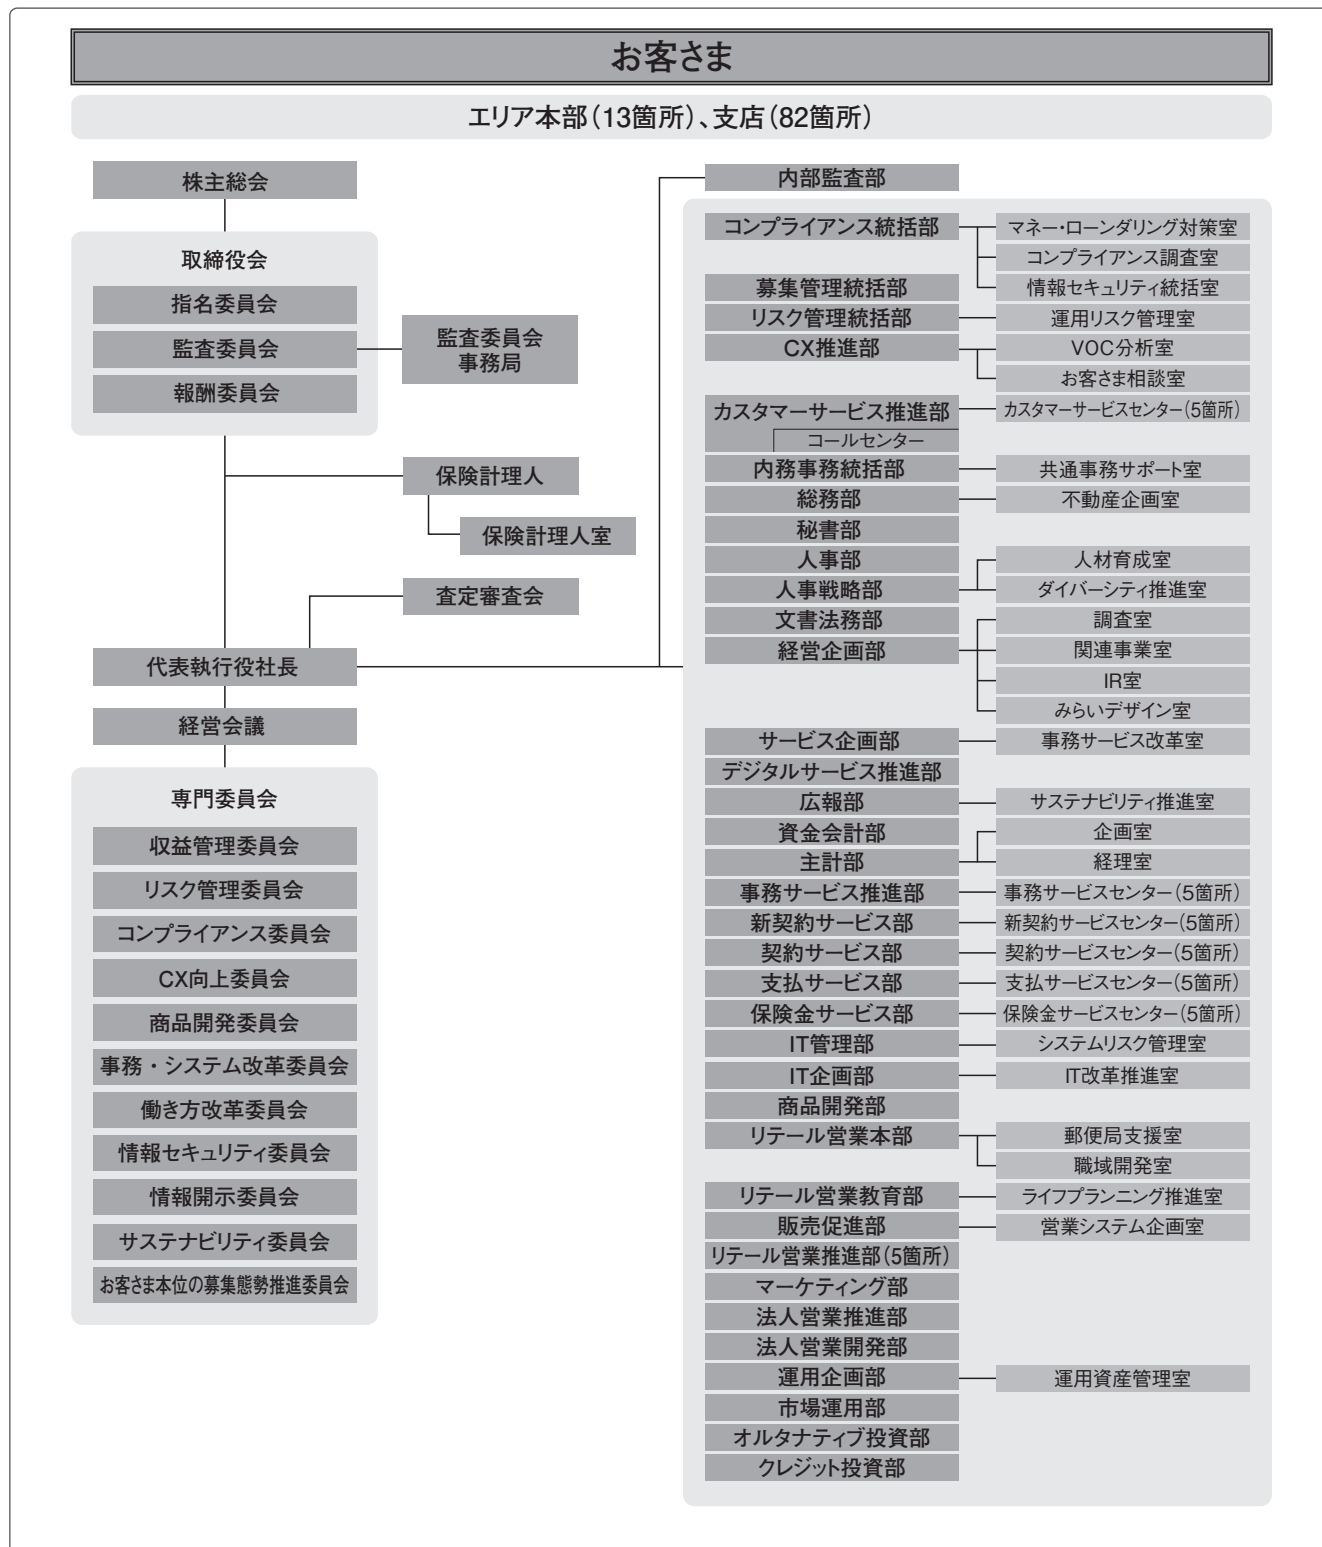 お客さま
エリア本部（13箇所）、支店（82箇所）
株主総会
取締役会
指名委員会
監査委員会
報酬委員会
監査委員会
事務局
保険計理人
保険計理人室
査定審査会
代表執行役社長
経営会議
専門委員会
収益管理委員会
リスク管理委員会
コンプライアンス委員会
CX向上委員会
商品開発委員会
事務・システム改革委員会
働き方改革委員会
情報セキュリティ委員会
情報開示委員会
サステナビリティ委員会
お客さま本位の募集態勢推進委員会
内部監査部
コンプライアンス統括部
マネー・ローンダリング対策室
コンプライアンス調査室
募集管理統括部
情報セキュリティ統括室
リスク管理統括部
運用リスク管理室
CX推進部
VOC分析室
お客さま相談室
カスタマーサービス推進部
カスタマーサービスセンター（5箇所）
コールセンター
内務事務統括部
共通事務サポート室
総務部
不動産企画室
秘書部
人事部
人材育成室
人事戦略部
ダイバーシティ推進室
文書法務部
調査室
経営企画部
関連事業室
IR室
みらいデザイン室
サービス企画部
事務サービス改革室
デジタルサービス推進部
広報部
サステナビリティ推進室
資金会計部
企画室
主計部
経理室
事務サービス推進部
事務サービスセンター（5箇所）
新契約サービス部
新契約サービスセンター（5箇所）
契約サービス部
契約サービスセンター（5箇所）
支払サービス部
支払サービスセンター（5箇所）
保険金サービス部
保険金サービスセンター（5箇所）
IT管理部
システムリスク管理室
IT企画部
IT改革推進室
商品開発部
リテール営業本部
郵便局支援室
職域開発室
リテール営業教育部
ライフプランニング推進室
販売促進部
営業システム企画室
リテール営業推進部（5箇所）
マーケティング部
法人営業推進部
法人営業開発部
運用企画部
運用資産管理室
市場運用部
オルタナティブ投資部
クレジット投資部